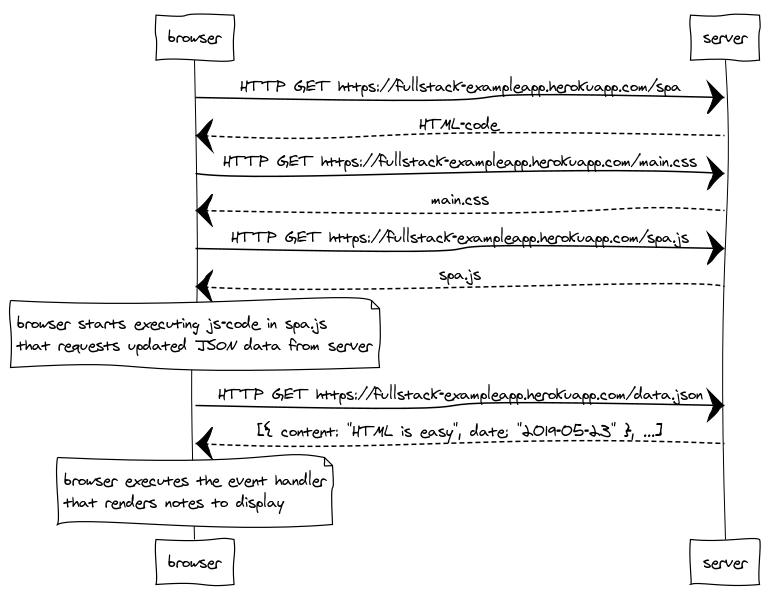 browser
server
HTTP GET https://fullstack-exampleapp.herokuapp.com/spa
HTML-code
HTTP GET https://fullstack-exampleapp.herokuapp.com/main.css
main.css
HTTP GET https://fullstack-exampleapp.herokuapp.com/spa.js
spa.js
browser starts executing js-code in spa.js
that requests updated JSON data from server
HTTP GET https://fullstack-exampleapp.herokuapp.com/data.json
[{ content: "HTML is easy", date: "2019-05-23" }, ...]
browser executes the event handler
that renders notes to display
browser
server